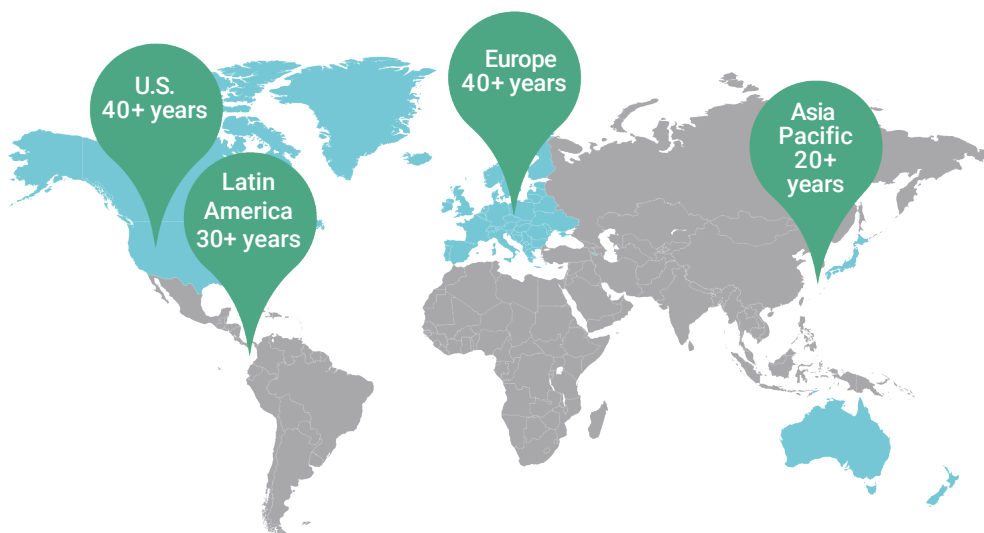 U.S.
40+ years
Latin
America
30+ years
Europe
40+ years
Asia
Pacific
20+
years